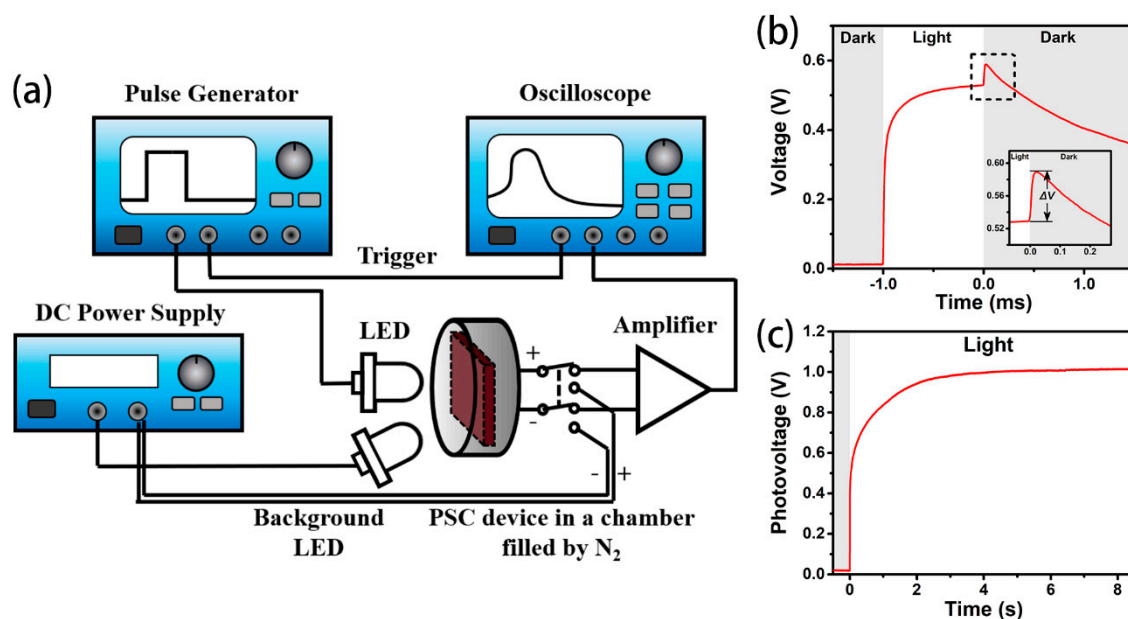 (a)
Pulse Generator
Oscilloscope
Trigger
DC Power Supply
LED
Amplifier
+
-
-
+
Background
LED
PSC device in a chamber
filled by N₂
(b)
Dark
Light
Dark
Voltage (V)
0.6
0.4
0.2
0.0
-1.0
0.0
1.0
Time (ms)
Light
Dark
0.60
0.56
0.52
ΔV
0.0
0.1
0.2
(c)
Light
Photovoltage (V)
1.2
1.0
0.8
0.6
0.4
0.2
0.0
0
2
4
6
8
Time (s)